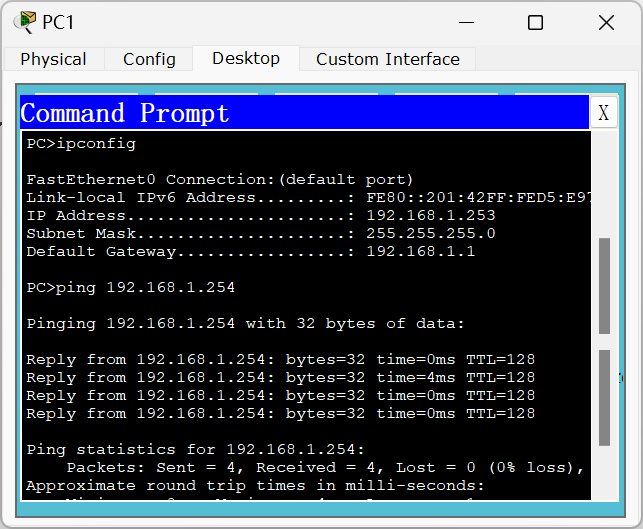 PC1
Physical Config Desktop Custom Interface
Command Prompt X
PC>ipconfig
FastEthernet0 Connection:(default port)
Link-local IPv6 Address.........: FE80::201:42FF:FED5:E97
IP Address......................: 192.168.1.253
Subnet Mask.....................: 255.255.255.0
Default Gateway.................: 192.168.1.1
PC>ping 192.168.1.254
Pinging 192.168.1.254 with 32 bytes of data:
Reply from 192.168.1.254: bytes=32 time=0ms TTL=128
Reply from 192.168.1.254: bytes=32 time=4ms TTL=128
Reply from 192.168.1.254: bytes=32 time=0ms TTL=128
Reply from 192.168.1.254: bytes=32 time=0ms TTL=128
Ping statistics for 192.168.1.254:
Packets: Sent = 4, Received = 4, Lost = 0 (0% loss),
Approximate round trip times in milli-seconds: